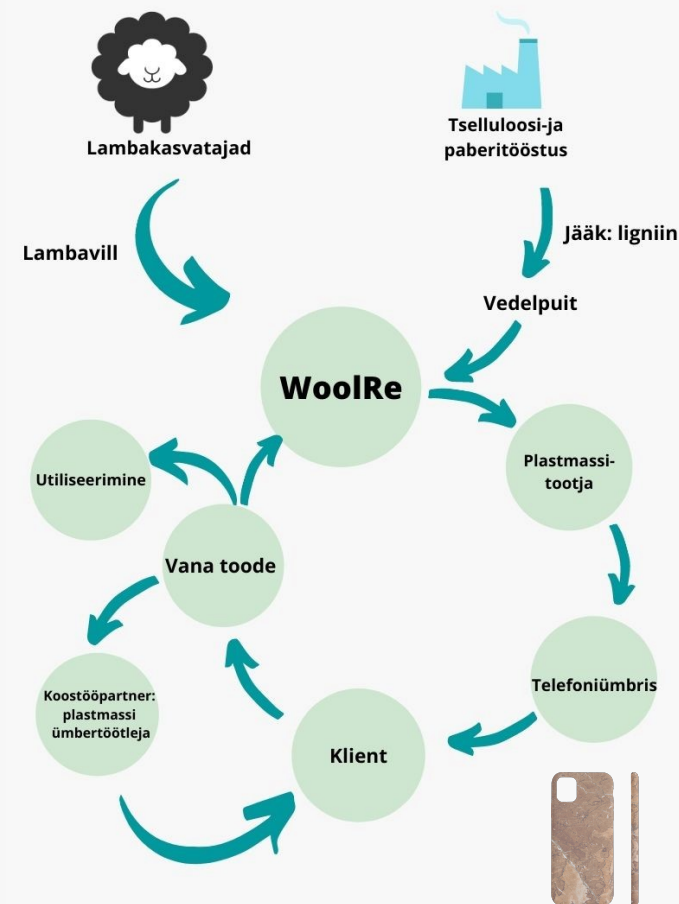 Lambakasvatajad
Tselluloosi-ja
paberitööstus
Lambavill
Jääk: ligniin
Vedelpuit
WoolRe
Plastmassi-
tootja
Utiliseerimine
Vana toode
Telefoniümbris
Koostööpartner:
plastmassi
ümbertöötleja
Klient